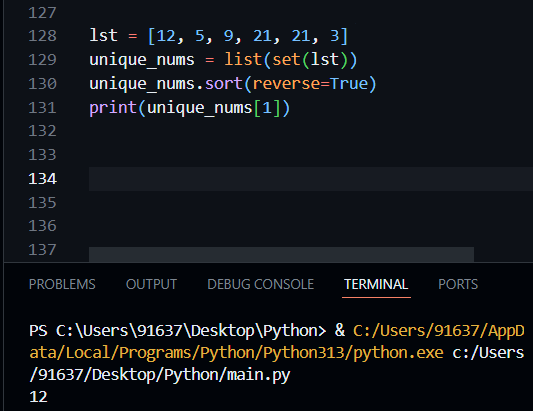 127
128 lst = [12, 5, 9, 21, 21, 3]
129 unique_nums = list(set(lst))
130 unique_nums.sort(reverse=True)
131 print(unique_nums[1])
132
133
134
135
136
137
PROBLEMS OUTPUT DEBUG CONSOLE TERMINAL PORTS
PS C:\Users\91637\Desktop\Python> & C:/Users/91637/AppD
ata/Local/Programs/Python/Python313/python.exe c:/Users
/91637/Desktop/Python/main.py
12